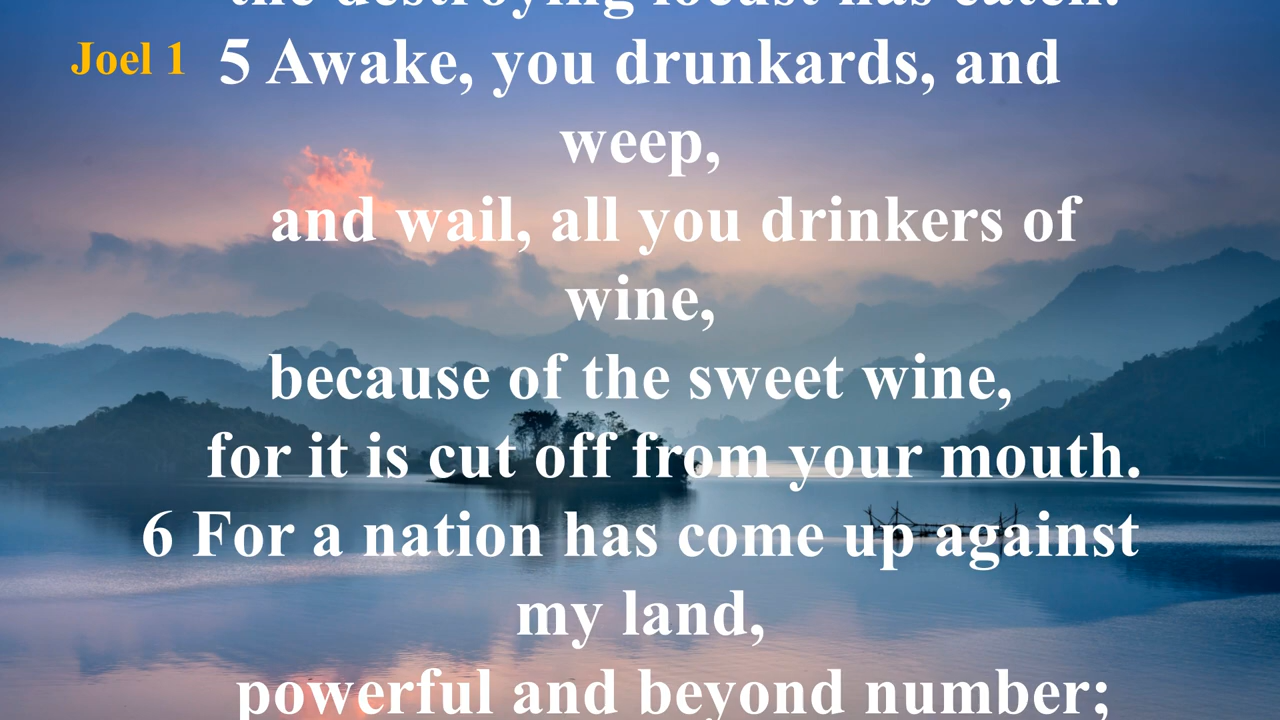 the destroying locust has eaten.
Joel 1
5 Awake, you drunkards, and
weep,
and wail, all you drinkers of
wine,
because of the sweet wine,
for it is cut off from your mouth.
6 For a nation has come up against
my land,
powerful and beyond number;